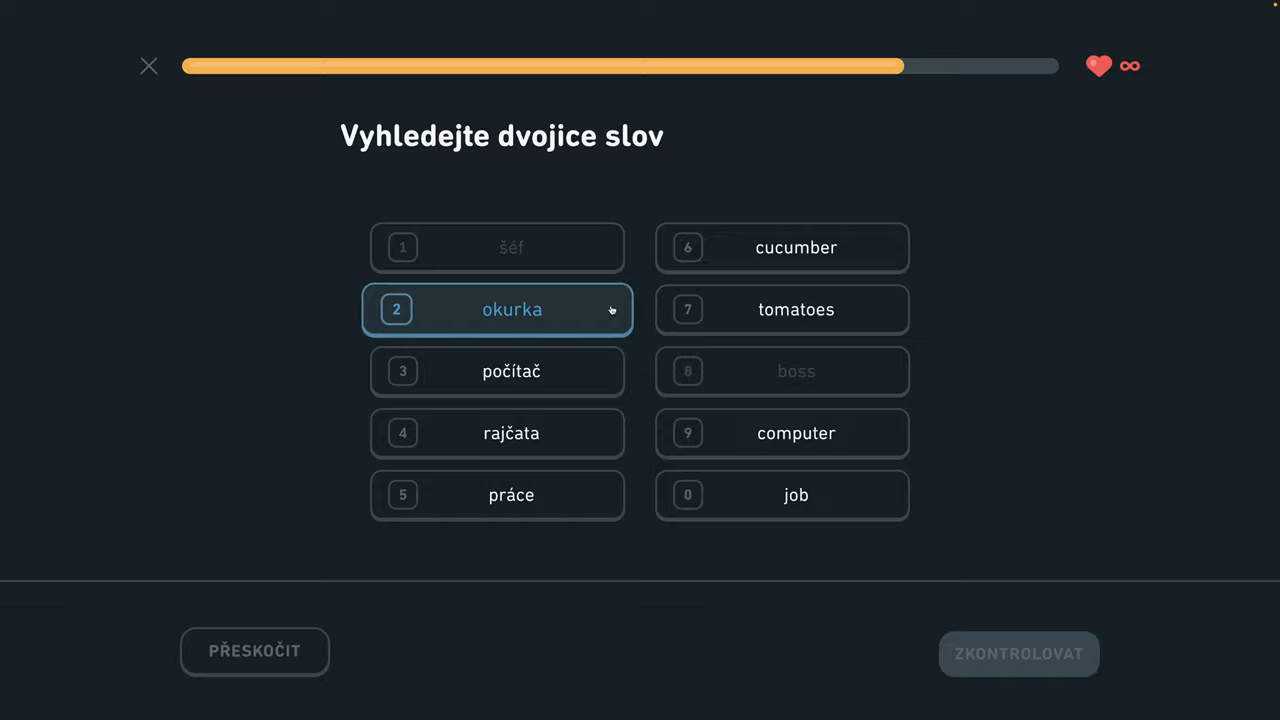 ∞
Vyhledejte dvojice slov
1 šéf
6 cucumber
2 okurka
7 tomatoes
3 počítač
8 boss
4 rajčata
9 computer
5 práce
0 job
PŘESKOČIT
ZKONTROLOVAT